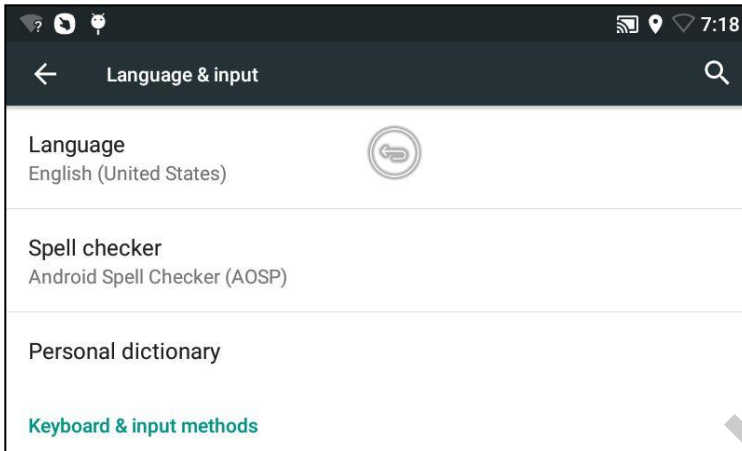 7:18
Language & input
Language
English (United States)
Spell checker
Android Spell Checker (AOSP)
Personal dictionary
Keyboard & input methods